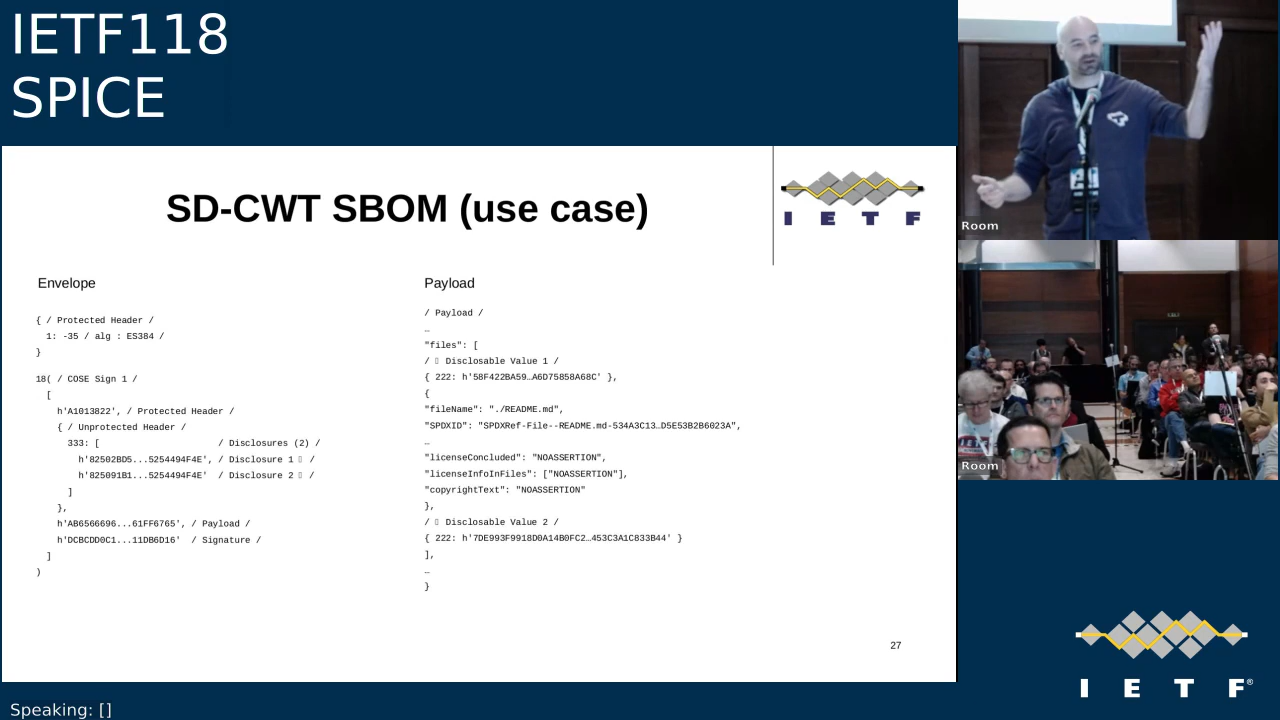 IETF118
SPICE
SD-CWT SBOM (use case)
I E T F
Envelope
{ / Protected Header /
1: -35 / alg : ES384 /
}
18( / COSE Sign 1 /
[
h'A1013822', / Protected Header /
{ / Unprotected Header /
333: [ / Disclosures (2) /
h'82502BD5...5254494F4E', / Disclosure 1 ▯ /
h'825091B1...5254494F4E' / Disclosure 2 ▯ /
]
},
h'AB6566696...61FF6765', / Payload /
h'DCBCDD0C1...11DB6D16' / Signature /
]
)
Payload
/ Payload /
…
"files": [
/ ▯ Disclosable Value 1 /
{ 222: h'58F422BA59…A6D75858A68C' },
{
"fileName": "./README.md",
"SPDXID": "SPDXRef-File--README.md-534A3C13…D5E53B2B6023A",
…
"licenseConcluded": "NOASSERTION",
"licenseInfoInFiles": ["NOASSERTION"],
"copyrightText": "NOASSERTION"
},
/ ▯ Disclosable Value 2 /
{ 222: h'7DE993F9918D0A14B0FC2…453C3A1C833B44' }
],
…
}
27
Room
Room
I E T F®
Speaking: []